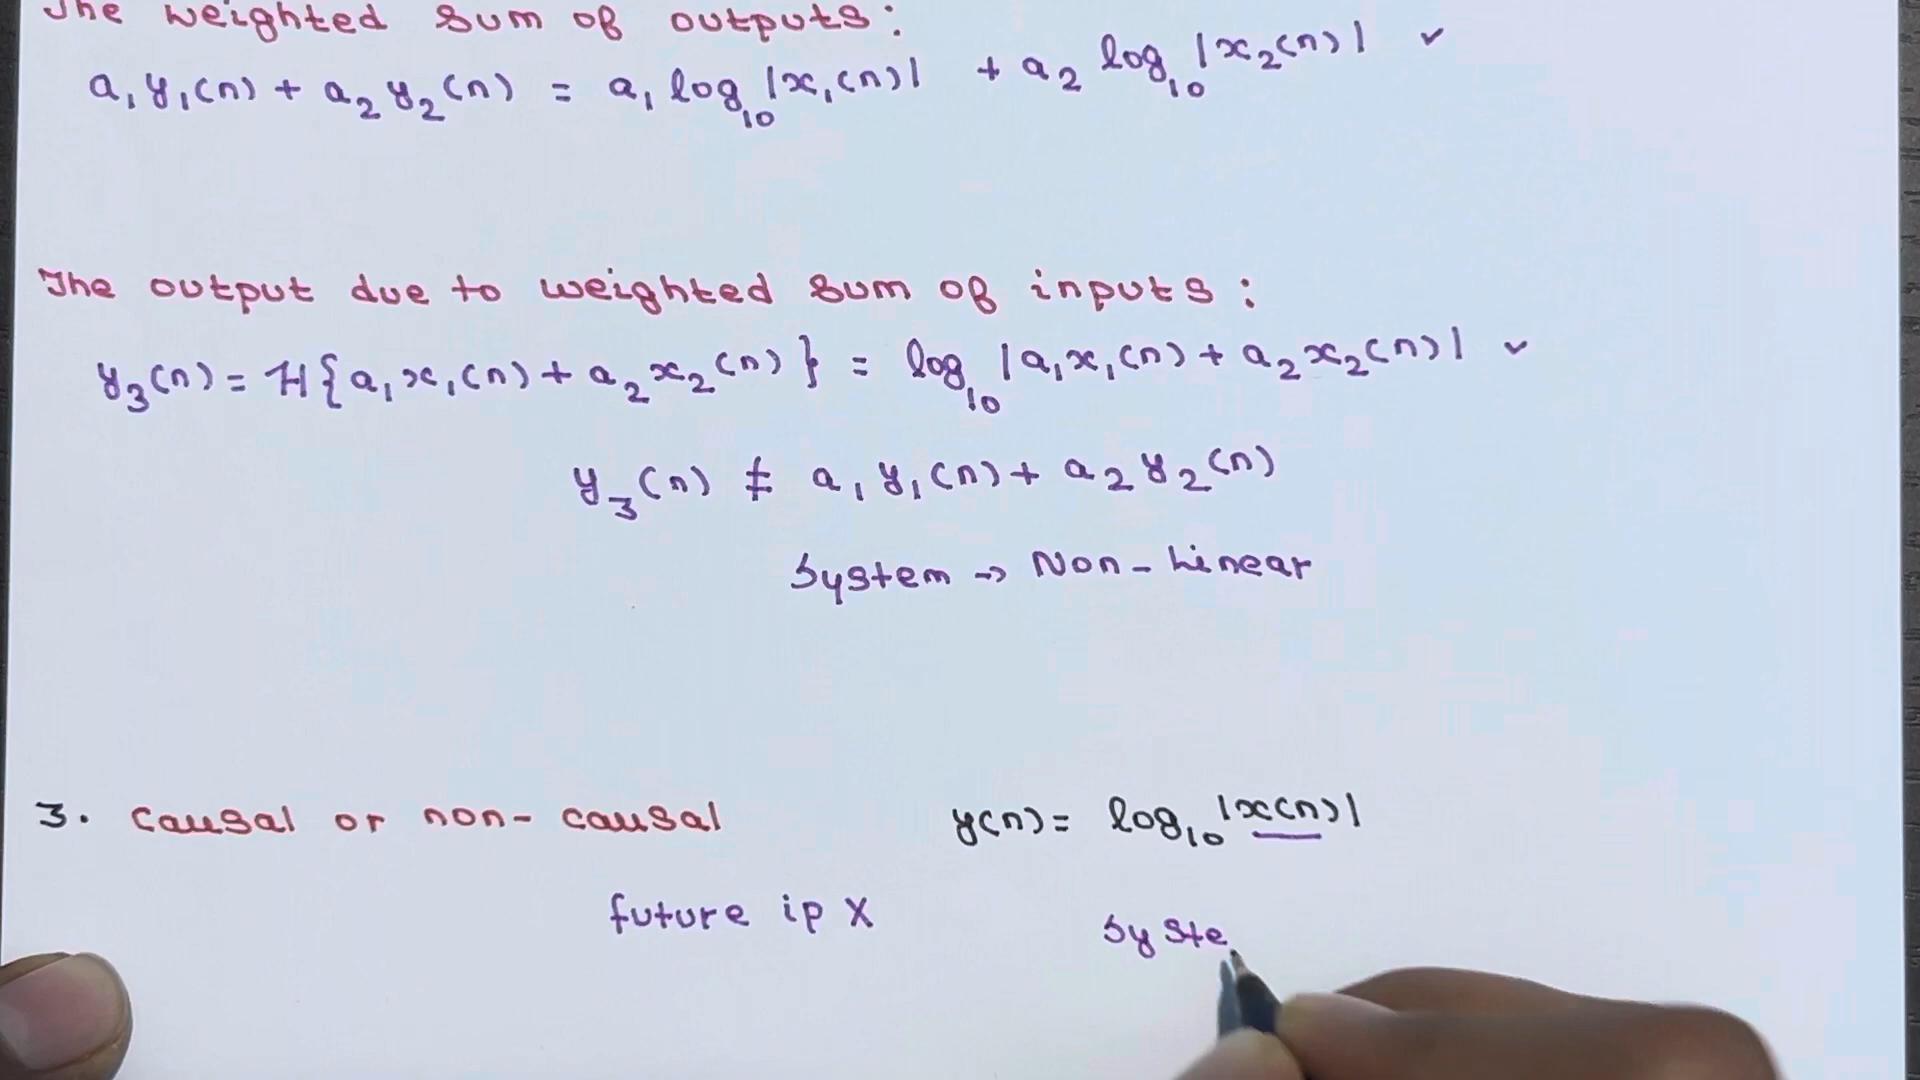 The weighted sum of outputs:
a₁y₁(n) + a₂y₂(n) = a₁ log₁₀|x₁(n)| + a₂ log₁₀|x₂(n)| ✓
The output due to weighted sum of inputs:
y₃(n) = H{a₁x₁(n) + a₂x₂(n)} = log₁₀|a₁x₁(n) + a₂x₂(n)| ✓
y₃(n) ≠ a₁y₁(n) + a₂y₂(n)
System → Non-Linear
3. Causal or non-causal y(n) = log₁₀|x(n)|
future ip X Syste